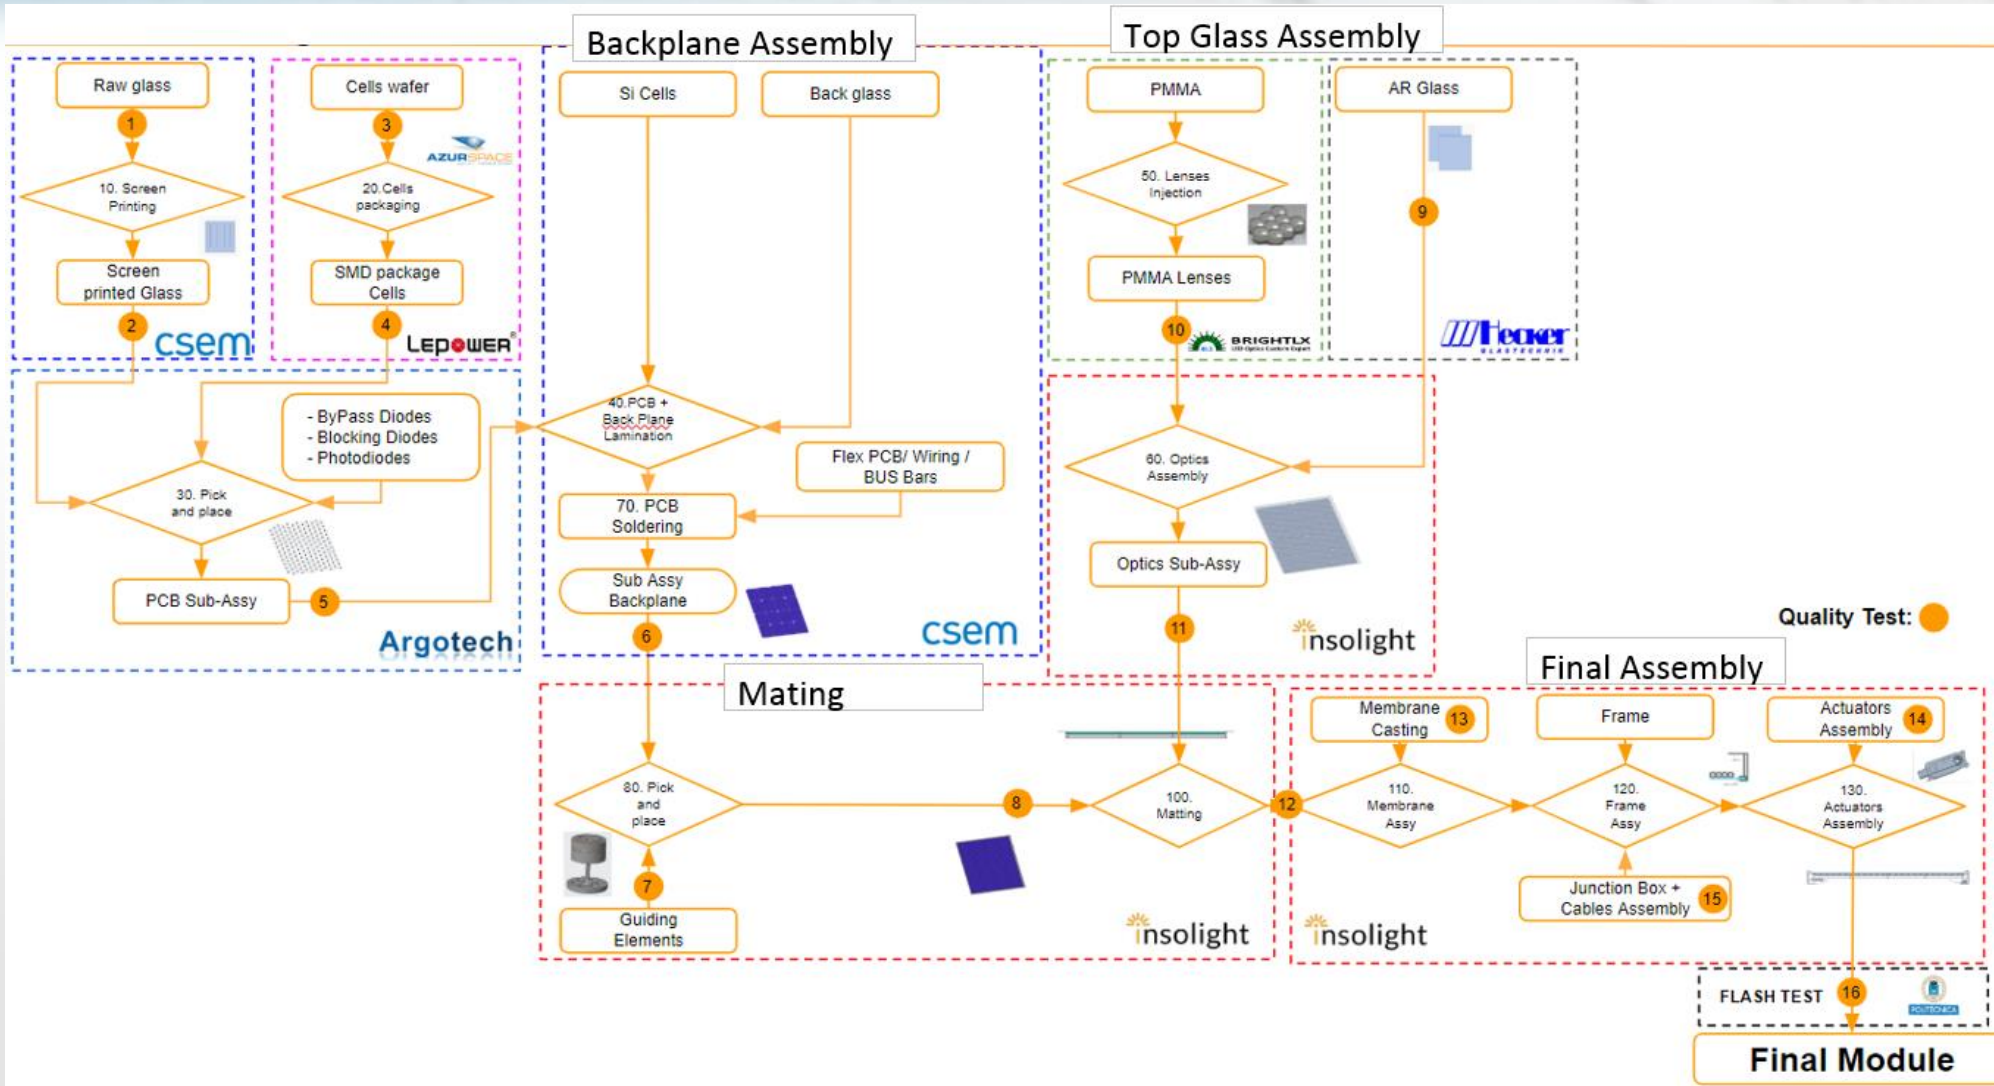 Backplane Assembly
Top Glass Assembly
Raw glass
1
10. Screen
Printing
Screen
printed Glass
2
csem
Cells wafer
3
AZURSPACE
20.Cells
packaging
SMD package
Cells
4
LEPOWER
- ByPass Diodes
- Blocking Diodes
- Photodiodes
30. Pick
and place
PCB Sub-Assy
5
Argotech
Si Cells
Back glass
40.PCB +
Back Plane
Lamination
Flex PCB/ Wiring /
BUS Bars
70. PCB
Soldering
Sub Assy
Backplane
6
csem
PMMA
50. Lenses
Injection
PMMA Lenses
10
BRIGHTLX
AR Glass
9
Hecker
GLASTECHNIK
60. Optics
Assembly
Optics Sub-Assy
11
insolight
Quality Test:
Mating
80. Pick
and
place
7
Guiding
Elements
8
100.
Matting
insolight
12
Final Assembly
Membrane
Casting
13
110.
Membrane
Assy
Frame
120.
Frame
Assy
Junction Box +
Cables Assembly
15
Actuators
Assembly
14
130.
Actuators
Assembly
insolight
FLASH TEST
16
POLITÉCNICA
Final Module